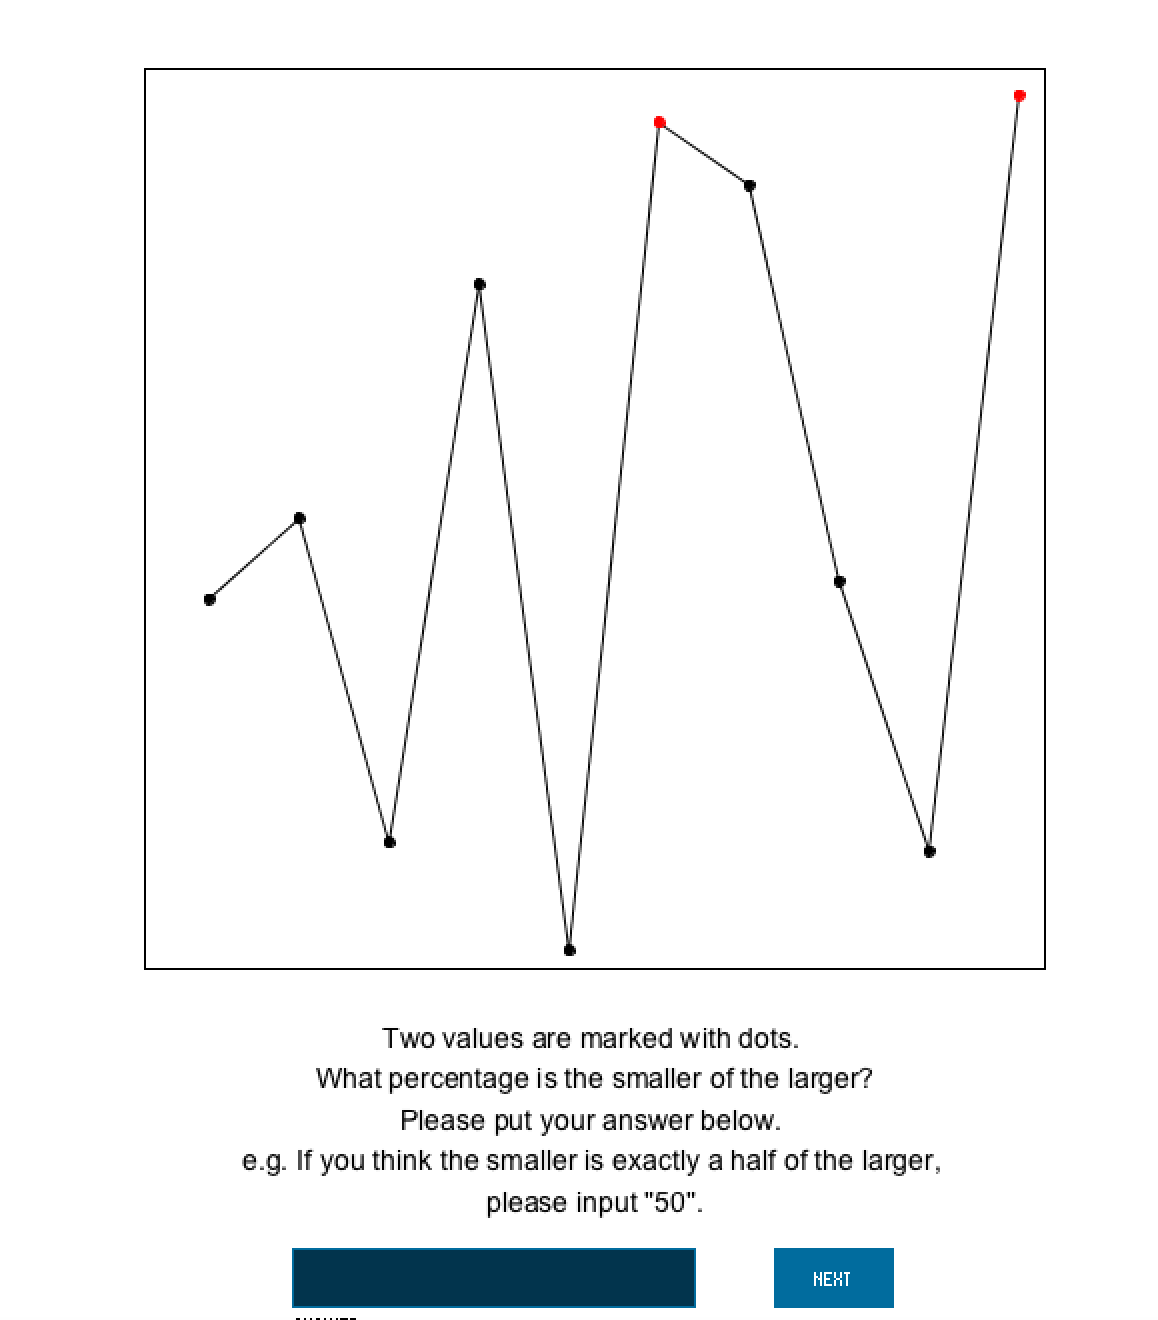 Two values are marked with dots.
What percentage is the smaller of the larger?
Please put your answer below.
e.g. If you think the smaller is exactly a half of the larger,
please input "50".
NEXT